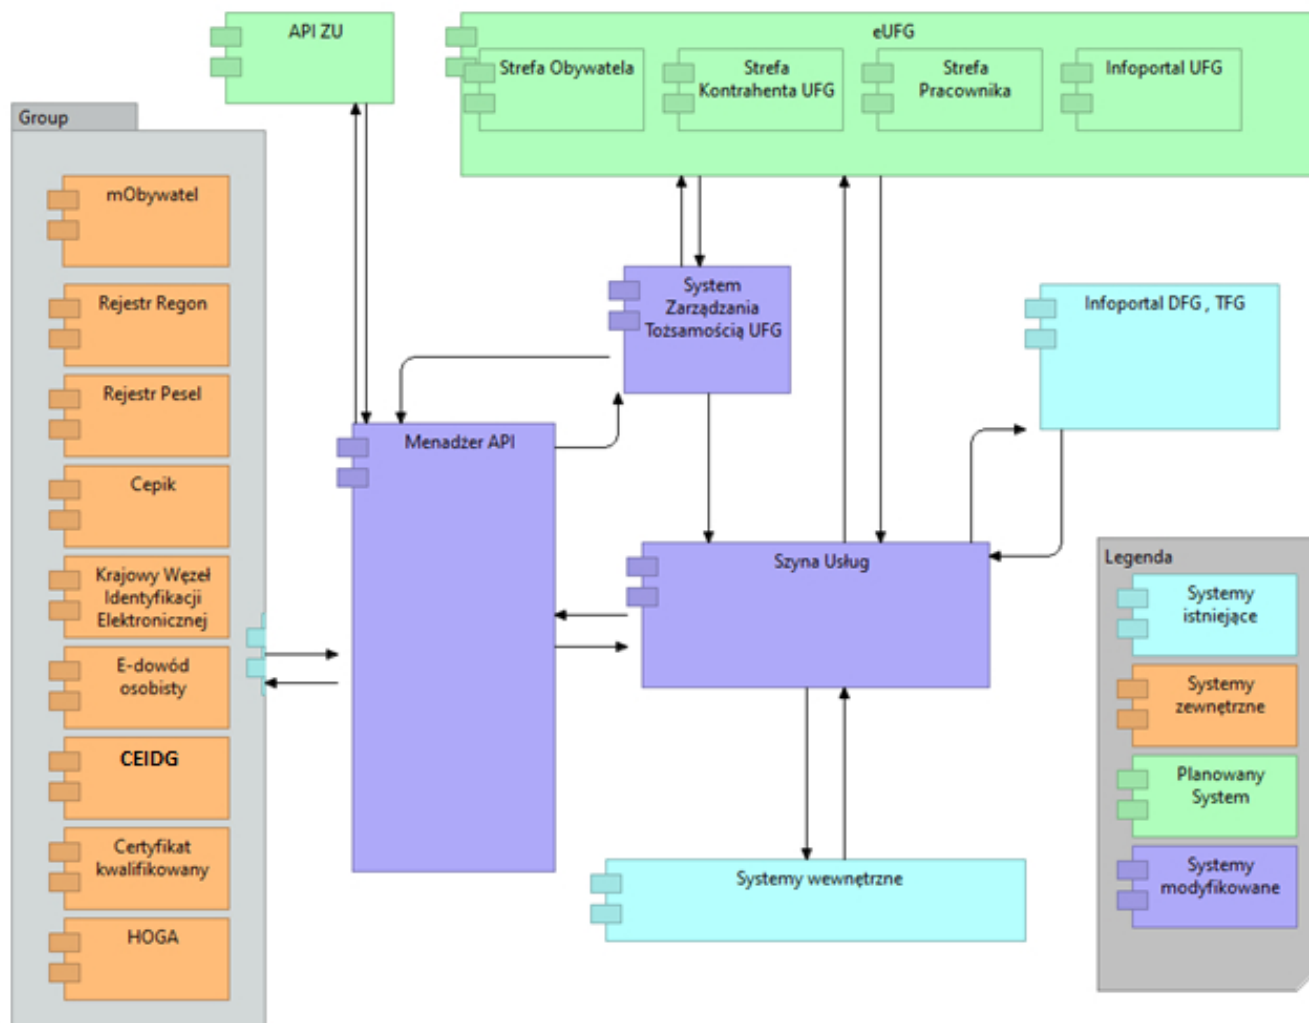 API ZU
eUFG
Strefa Obywatela
Strefa
Kontrahenta UFG
Strefa
Pracownika
Infoportal UFG
Group
mObywatel
Rejestr Regon
Rejestr Pesel
Cepik
Krajowy Węzeł
Identyfikacji
Elektronicznej
E-dowód
osobisty
CEIDG
Certyfikat
kwalifikowany
HOGA
System
Zarządzania
Tożsamością UFG
Infoportal DFG , TFG
Menadżer API
Szyna Usług
Systemy wewnętrzne
Legenda
Systemy
istniejące
Systemy
zewnętrzne
Planowany
System
Systemy
modyfikowane